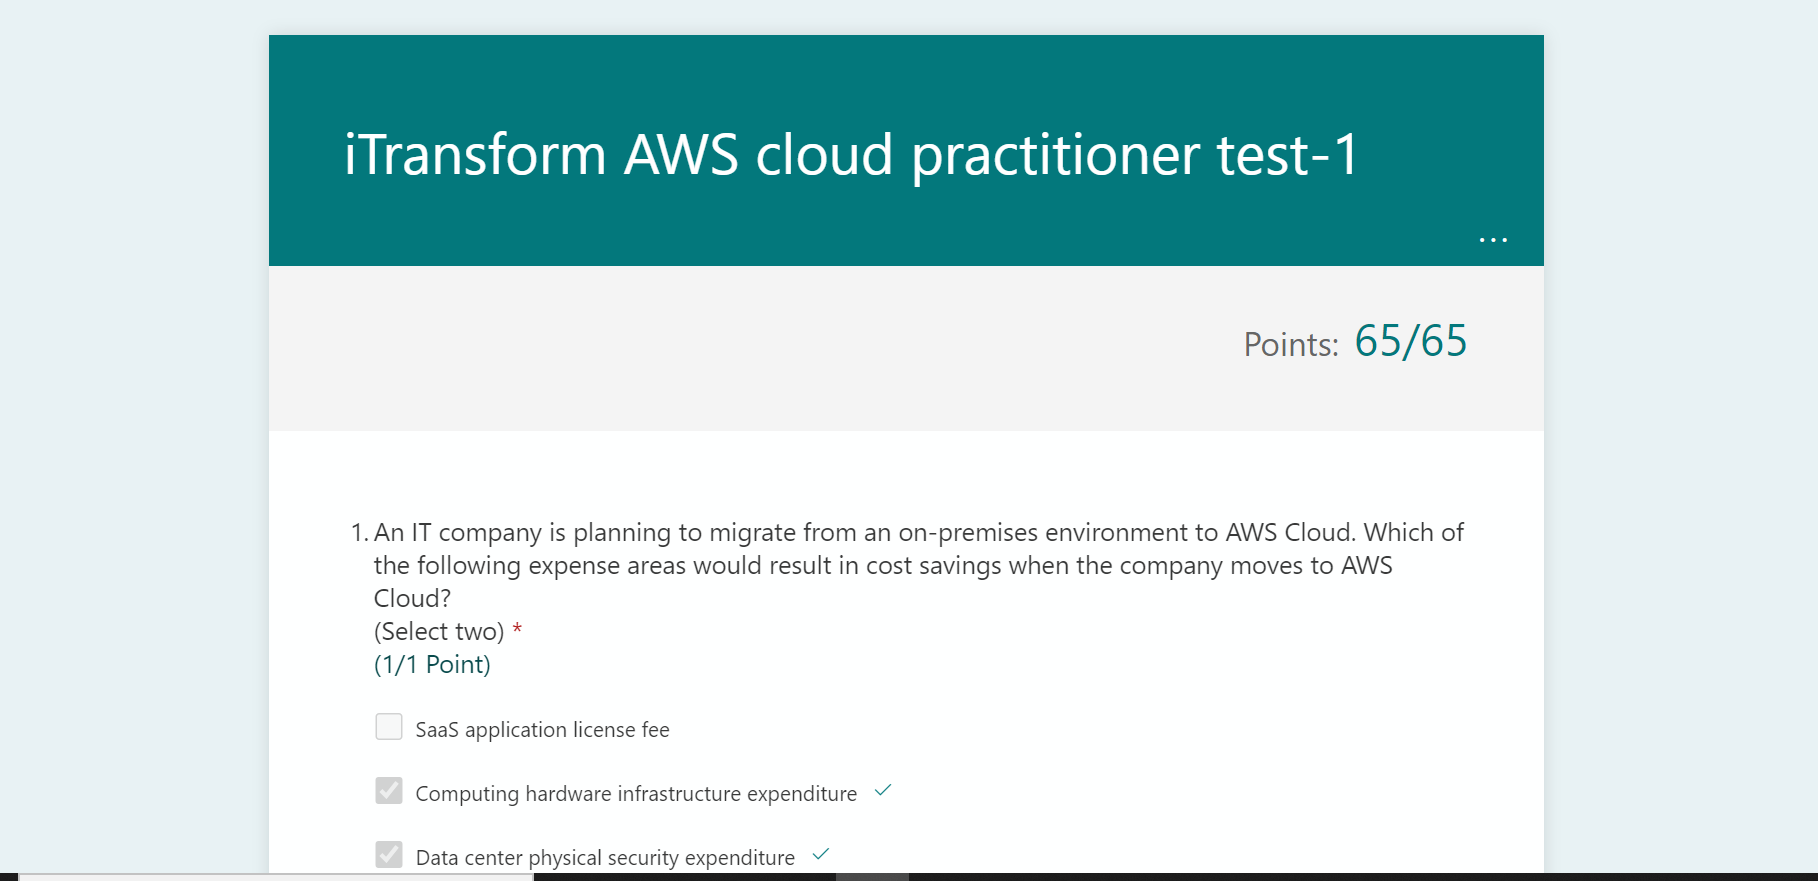 iTransform AWS cloud practitioner test-1
...
Points: 65/65
1. An IT company is planning to migrate from an on-premises environment to AWS Cloud. Which of
the following expense areas would result in cost savings when the company moves to AWS
Cloud?
(Select two) *
(1/1 Point)
SaaS application license fee
Computing hardware infrastructure expenditure
Data center physical security expenditure